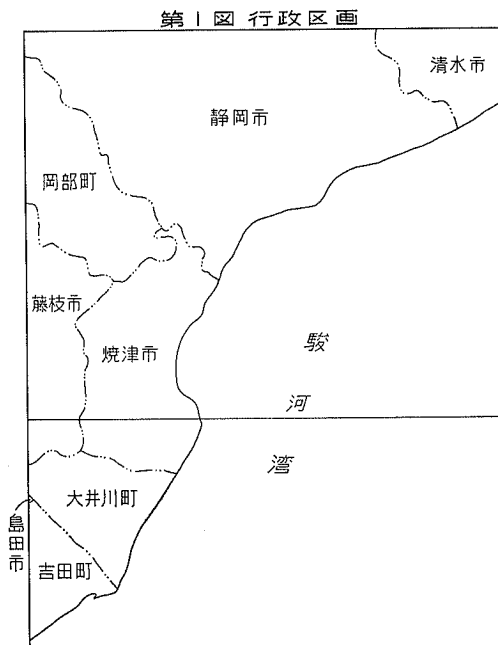 第1図 行政区画
清水市
静岡市
岡部町
藤枝市
焼津市
駿
河
湾
大井川町
島田市
吉田町